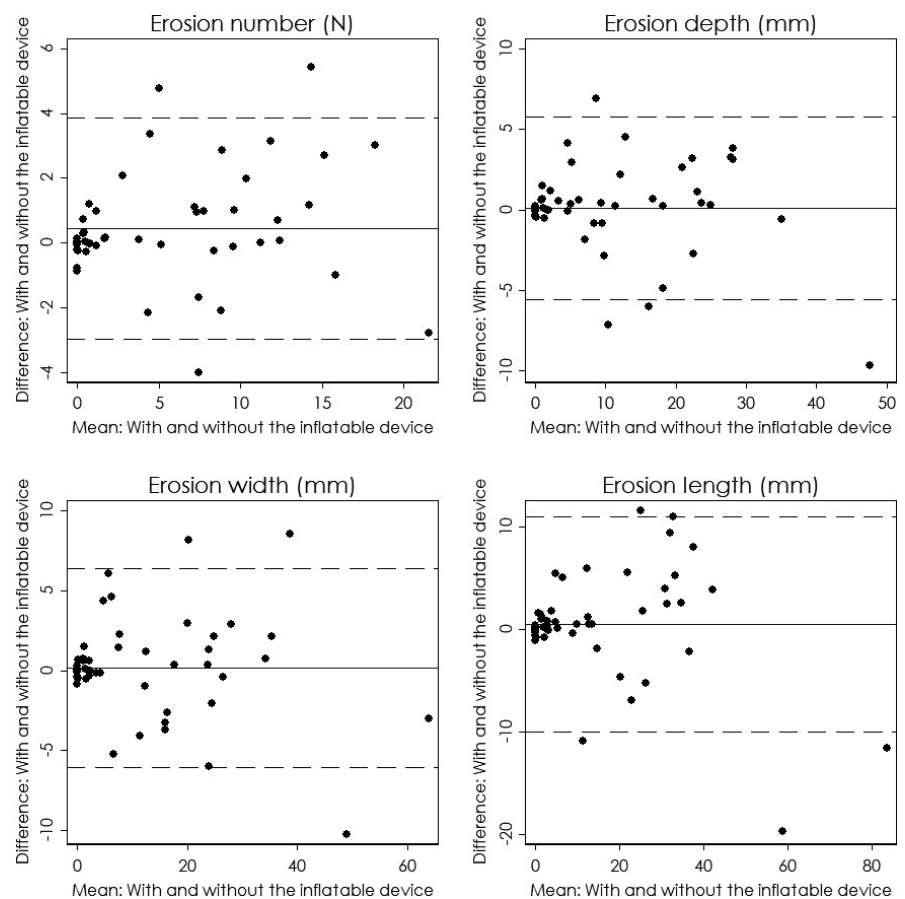 Erosion number (N)
Difference: With and without the inflatable device
6
4
2
0
-2
-4
0 5 10 15 20
Mean: With and without the inflatable device
Erosion depth (mm)
Difference: With and without the inflatable device
10
5
0
-5
-10
0 10 20 30 40 50
Mean: With and without the inflatable device
Erosion width (mm)
Difference: With and without the inflatable device
10
5
0
-5
-10
0 20 40 60
Mean: With and without the inflatable device
Erosion length (mm)
Difference: With and without the inflatable device
10
0
-10
-20
0 20 40 60 80
Mean: With and without the inflatable device